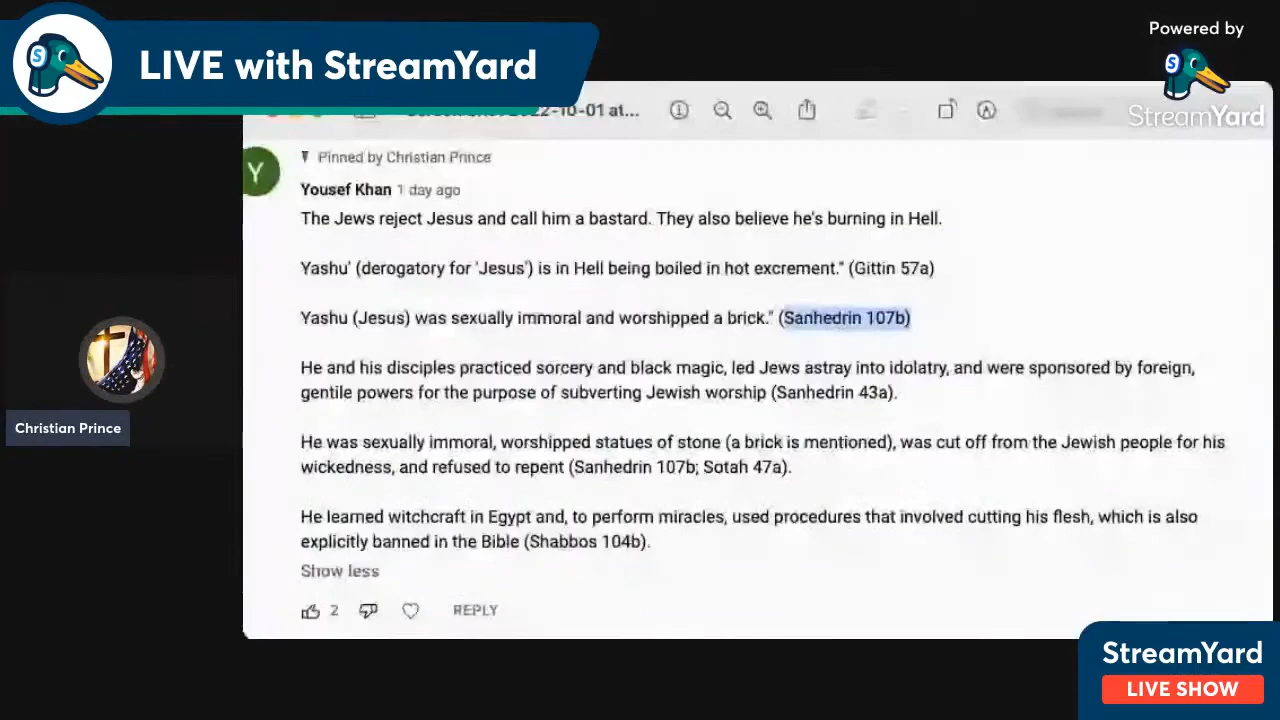 LIVE with StreamYard
Powered by
StreamYard
Pinned by Christian Prince
Y
Yousef Khan 1 day ago
The Jews reject Jesus and call him a bastard. They also believe he's burning in Hell.
Yashu' (derogatory for 'Jesus') is in Hell being boiled in hot excrement." (Gittin 57a)
Yashu (Jesus) was sexually immoral and worshipped a brick." (Sanhedrin 107b)
He and his disciples practiced sorcery and black magic, led Jews astray into idolatry, and were sponsored by foreign,
gentile powers for the purpose of subverting Jewish worship (Sanhedrin 43a).
He was sexually immoral, worshipped statues of stone (a brick is mentioned), was cut off from the Jewish people for his
wickedness, and refused to repent (Sanhedrin 107b; Sotah 47a).
He learned witchcraft in Egypt and, to perform miracles, used procedures that involved cutting his flesh, which is also
explicitly banned in the Bible (Shabbos 104b).
Show less
2 REPLY
Christian Prince
StreamYard
LIVE SHOW